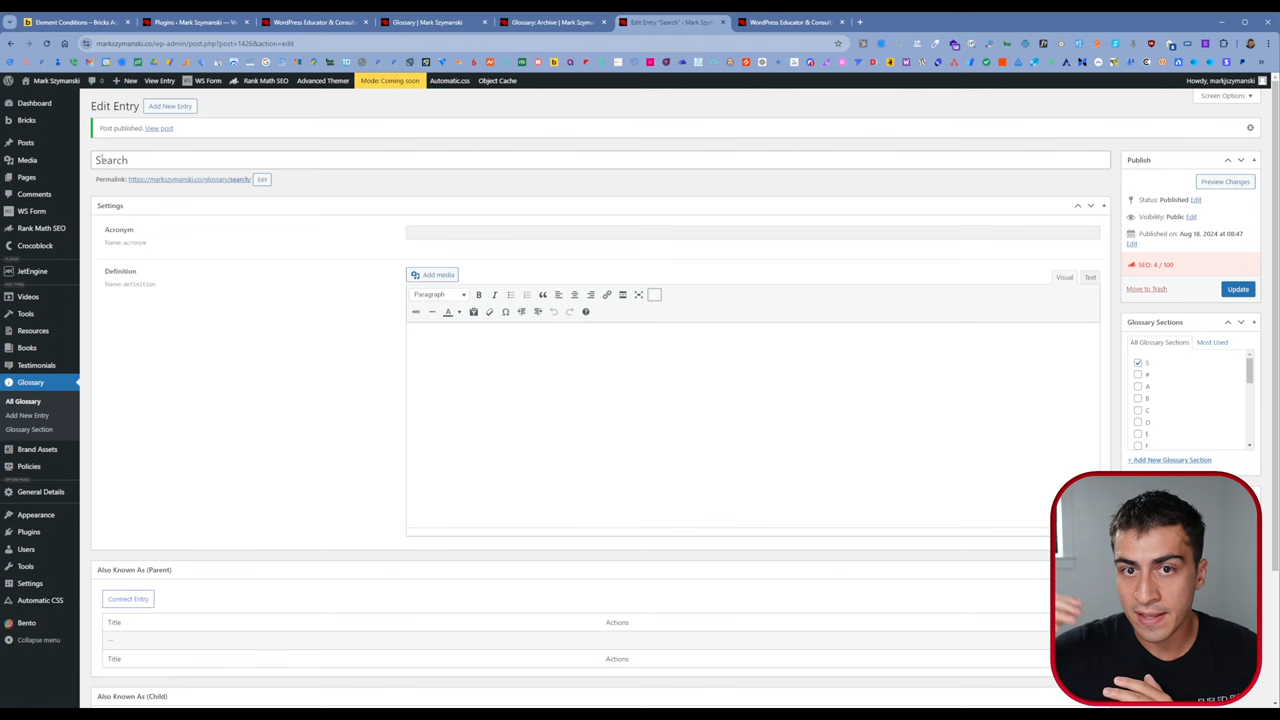 Element Conditions – Bricks Ac
Plugins ‹ Mark Szymanski — W
WordPress Educator & Consult
Glossary | Mark Szymanski
Glossary: Archive | Mark Szyma
Edit Entry "Search" ‹ Mark Szym
WordPress Educator & Consult
markszymanski.co/wp-admin/post.php?post=1426&action=edit
Mark Szymanski
0
New
View Entry
WS Form
Rank Math SEO
Advanced Themer
Mode: Coming soon
Automatic.css
Object Cache
Howdy, markjszymanski
Dashboard
Bricks
Posts
Media
Pages
Comments
WS Form
Rank Math SEO
Crocoblock
JetEngine
Videos
Tools
Resources
Books
Testimonials
Glossary
All Glossary
Add New Entry
Glossary Section
Brand Assets
Policies
General Details
Appearance
Plugins
Users
Tools
Settings
Automatic CSS
Bento
Collapse menu
Edit Entry
Add New Entry
Screen Options
Post published. View post
Search
Permalink: https://markszymanski.co/glossary/search/
Edit
Settings
Acronym
Name: acronym
Definition
Name: definition
Add media
Visual
Text
Paragraph
Also Known As (Parent)
Connect Entry
Title
Actions
--
Title
Actions
Also Known As (Child)
Publish
Preview Changes
Status: Published Edit
Visibility: Public Edit
Published on: Aug 18, 2024 at 08:47
Edit
SEO: 4 / 100
Move to Trash
Update
Glossary Sections
All Glossary Sections
Most Used
S
#
A
B
C
D
E
F
+ Add New Glossary Section